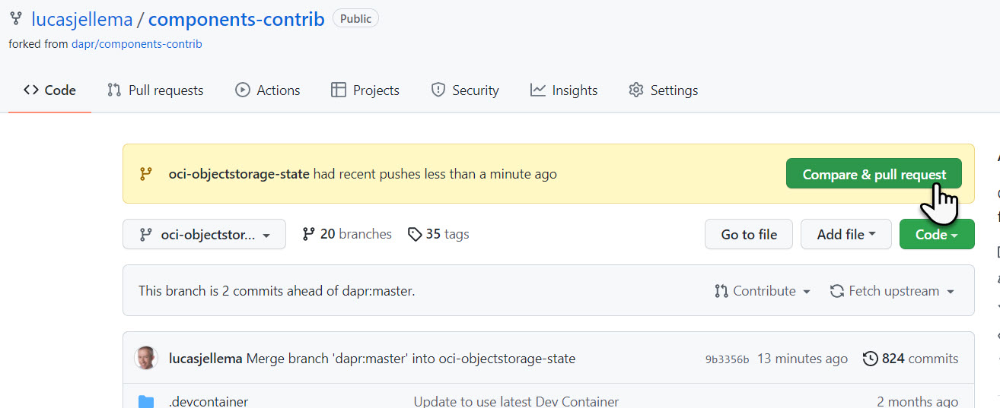 lucasjellema / components-contrib Public
forked from dapr/components-contrib
Code Pull requests Actions Projects Security Insights Settings
oci-objectstorage-state had recent pushes less than a minute ago Compare & pull request
oci-objectstor... 20 branches 35 tags Go to file Add file Code
This branch is 2 commits ahead of dapr:master. Contribute Fetch upstream
lucasjellema Merge branch 'dapr:master' into oci-objectstorage-state 9b3356b 13 minutes ago 824 commits
.devcontainer Update to use latest Dev Container 2 months ago